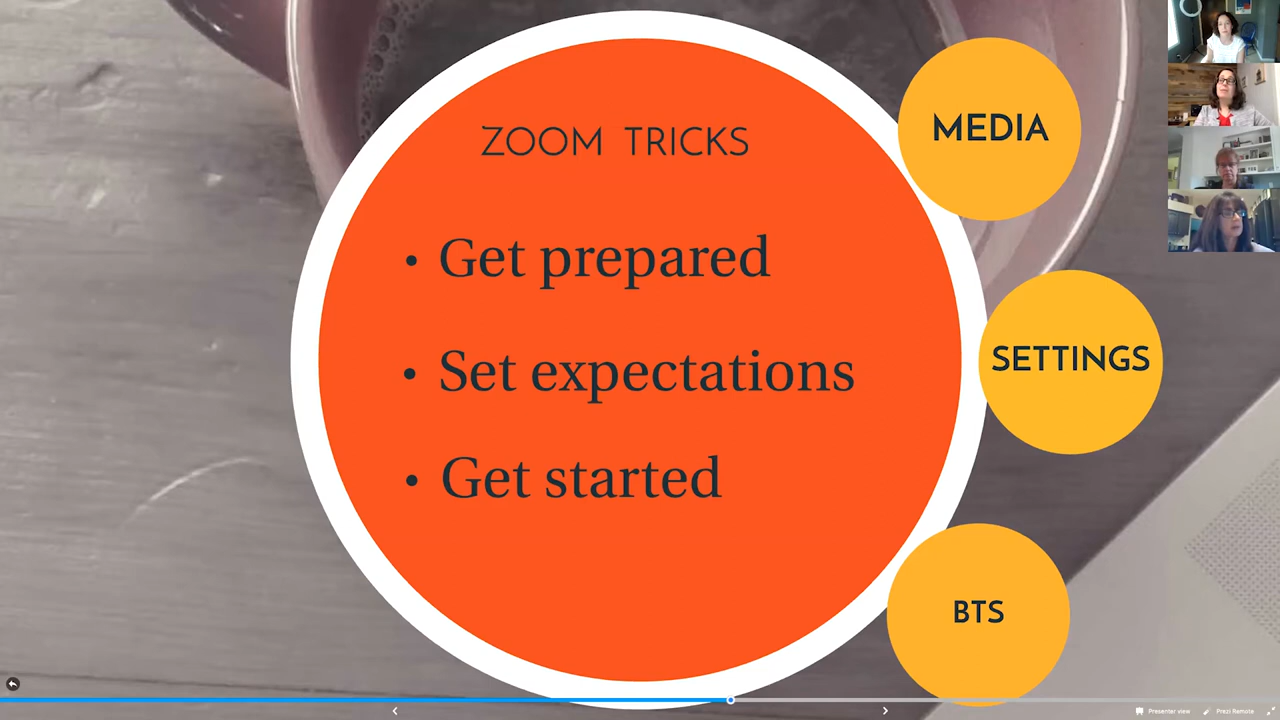 ZOOM TRICKS
• Get prepared
• Set expectations
• Get started
MEDIA
SETTINGS
BTS
Presenter view
Prezi Remote